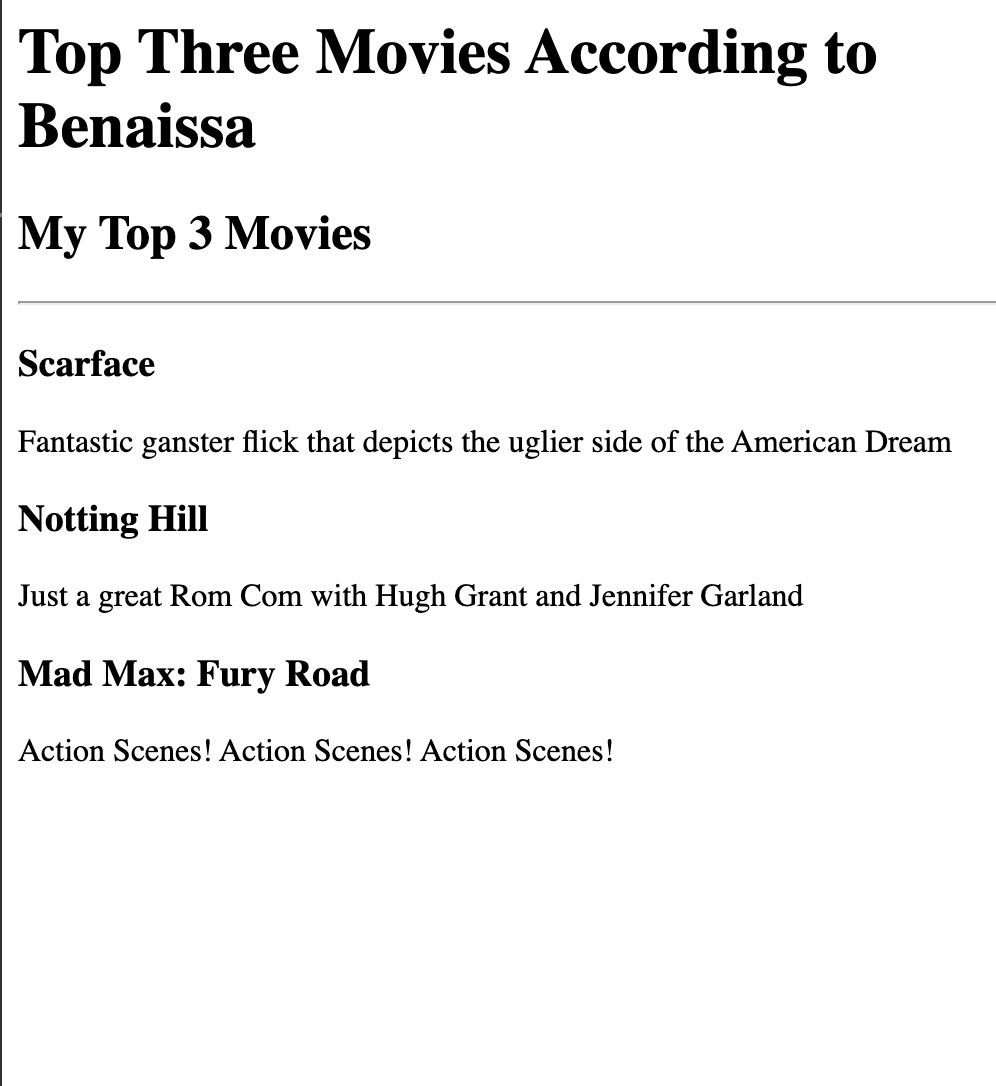 Top Three Movies According to
Benaissa
My Top 3 Movies
Scarface
Fantastic ganster flick that depicts the uglier side of the American Dream
Notting Hill
Just a great Rom Com with Hugh Grant and Jennifer Garland
Mad Max: Fury Road
Action Scenes! Action Scenes! Action Scenes!